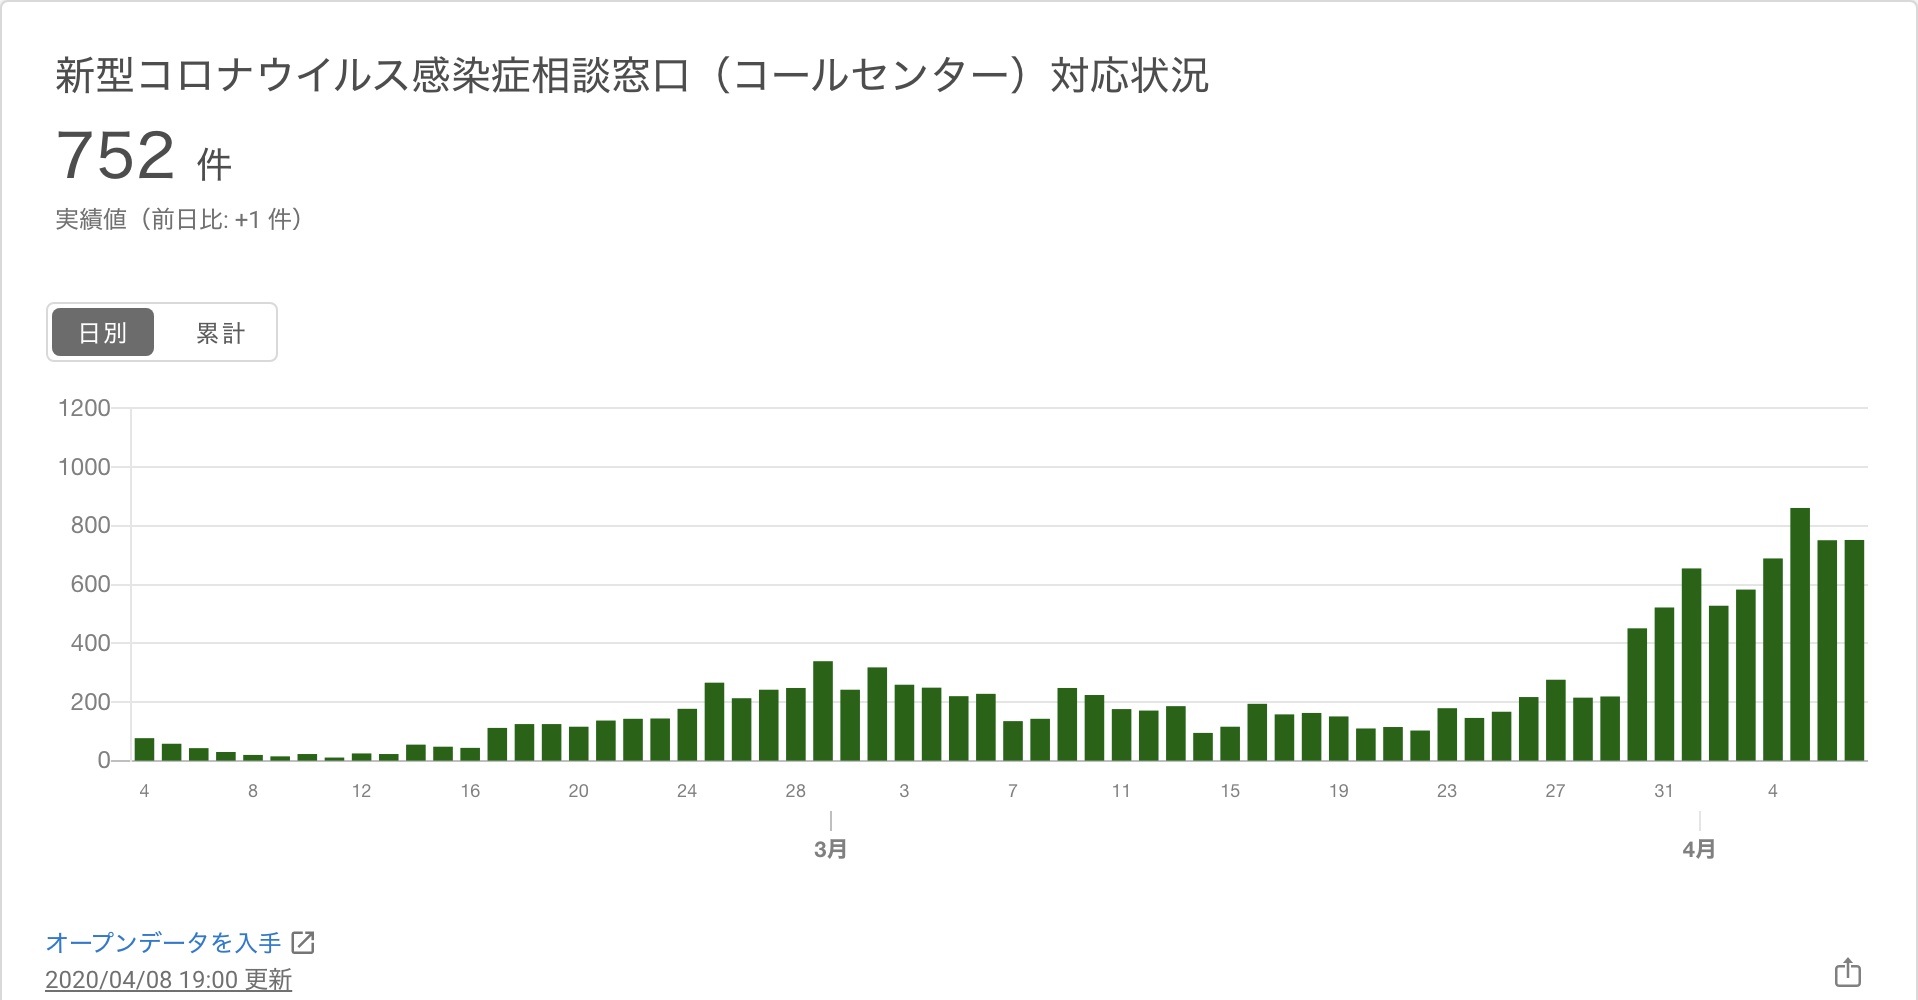 新型コロナウイルス感染症相談窓口（コールセンター）対応状況
752 件
実績値（前日比: +1 件）
日別 累計
1200
1000
800
600
400
200
0
4 8 12 16 20 24 28 3 7 11 15 19 23 27 31 4
3月 4月
オープンデータを入手
2020/04/08 19:00 更新